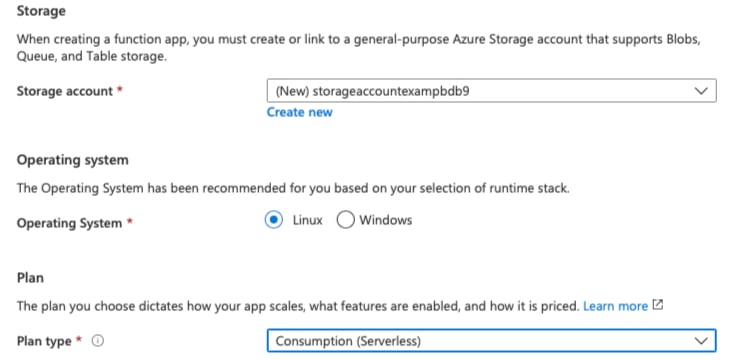 Storage
When creating a function app, you must create or link to a general-purpose Azure Storage account that supports Blobs,
Queue, and Table storage.
Storage account * (New) storageaccountexampbdb9
Create new
Operating system
The Operating System has been recommended for you based on your selection of runtime stack.
Operating System * Linux Windows
Plan
The plan you choose dictates how your app scales, what features are enabled, and how it is priced. Learn more
Plan type * Consumption (Serverless)